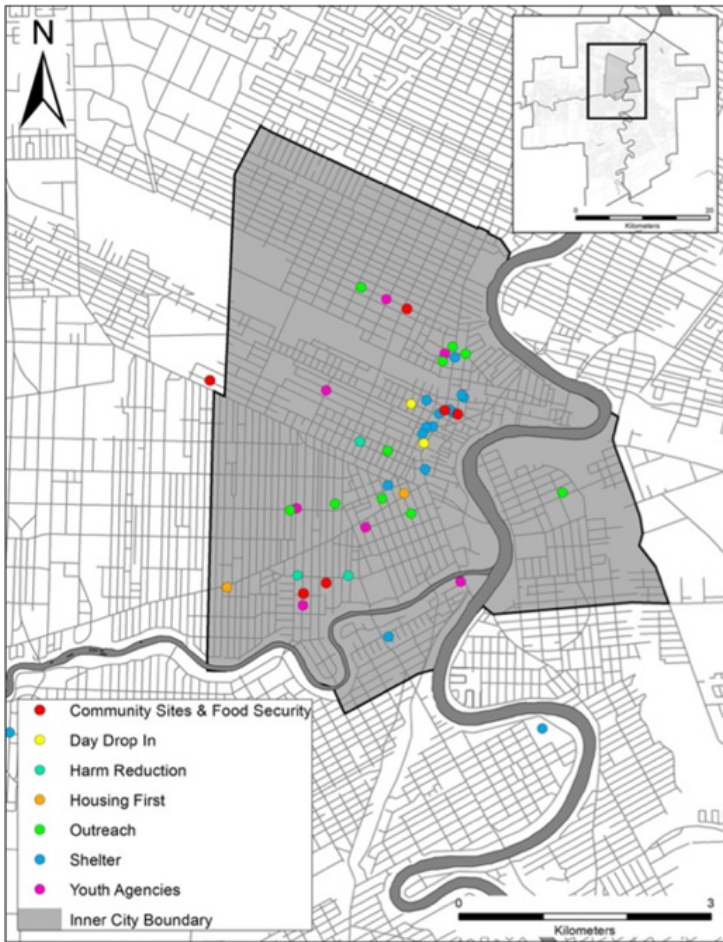 N
0
20
Kilometers
Community Sites & Food Security
Day Drop In
Harm Reduction
Housing First
Outreach
Shelter
Youth Agencies
Inner City Boundary
0
3
Kilometers